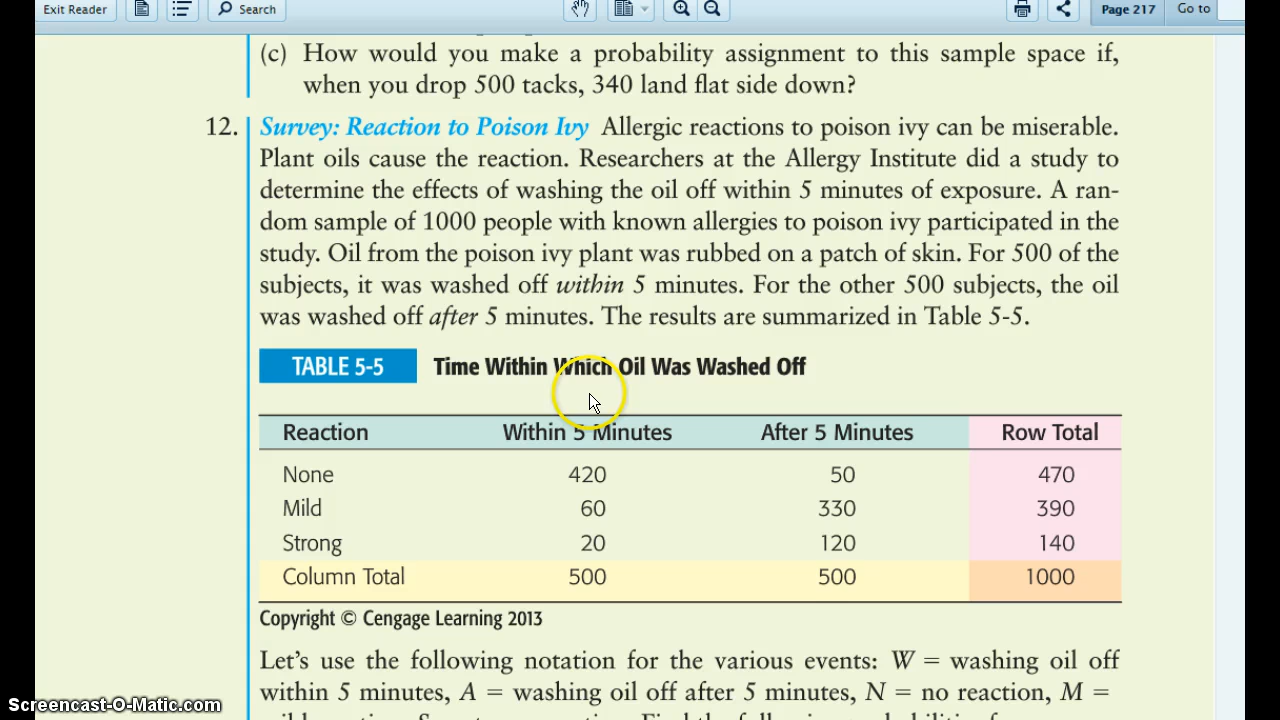 Exit Reader Search Page 217 Go to
(c) How would you make a probability assignment to this sample space if,
when you drop 500 tacks, 340 land flat side down?
12. Survey: Reaction to Poison Ivy Allergic reactions to poison ivy can be miserable.
Plant oils cause the reaction. Researchers at the Allergy Institute did a study to
determine the effects of washing the oil off within 5 minutes of exposure. A ran-
dom sample of 1000 people with known allergies to poison ivy participated in the
study. Oil from the poison ivy plant was rubbed on a patch of skin. For 500 of the
subjects, it was washed off within 5 minutes. For the other 500 subjects, the oil
was washed off after 5 minutes. The results are summarized in Table 5-5.
TABLE 5-5 Time Within Which Oil Was Washed Off
Reaction Within 5 Minutes After 5 Minutes Row Total
None 420 50 470
Mild 60 330 390
Strong 20 120 140
Column Total 500 500 1000
Copyright © Cengage Learning 2013
Let's use the following notation for the various events: W = washing oil off
within 5 minutes, A = washing oil off after 5 minutes, N = no reaction, M =
Screencast-O-Matic.com